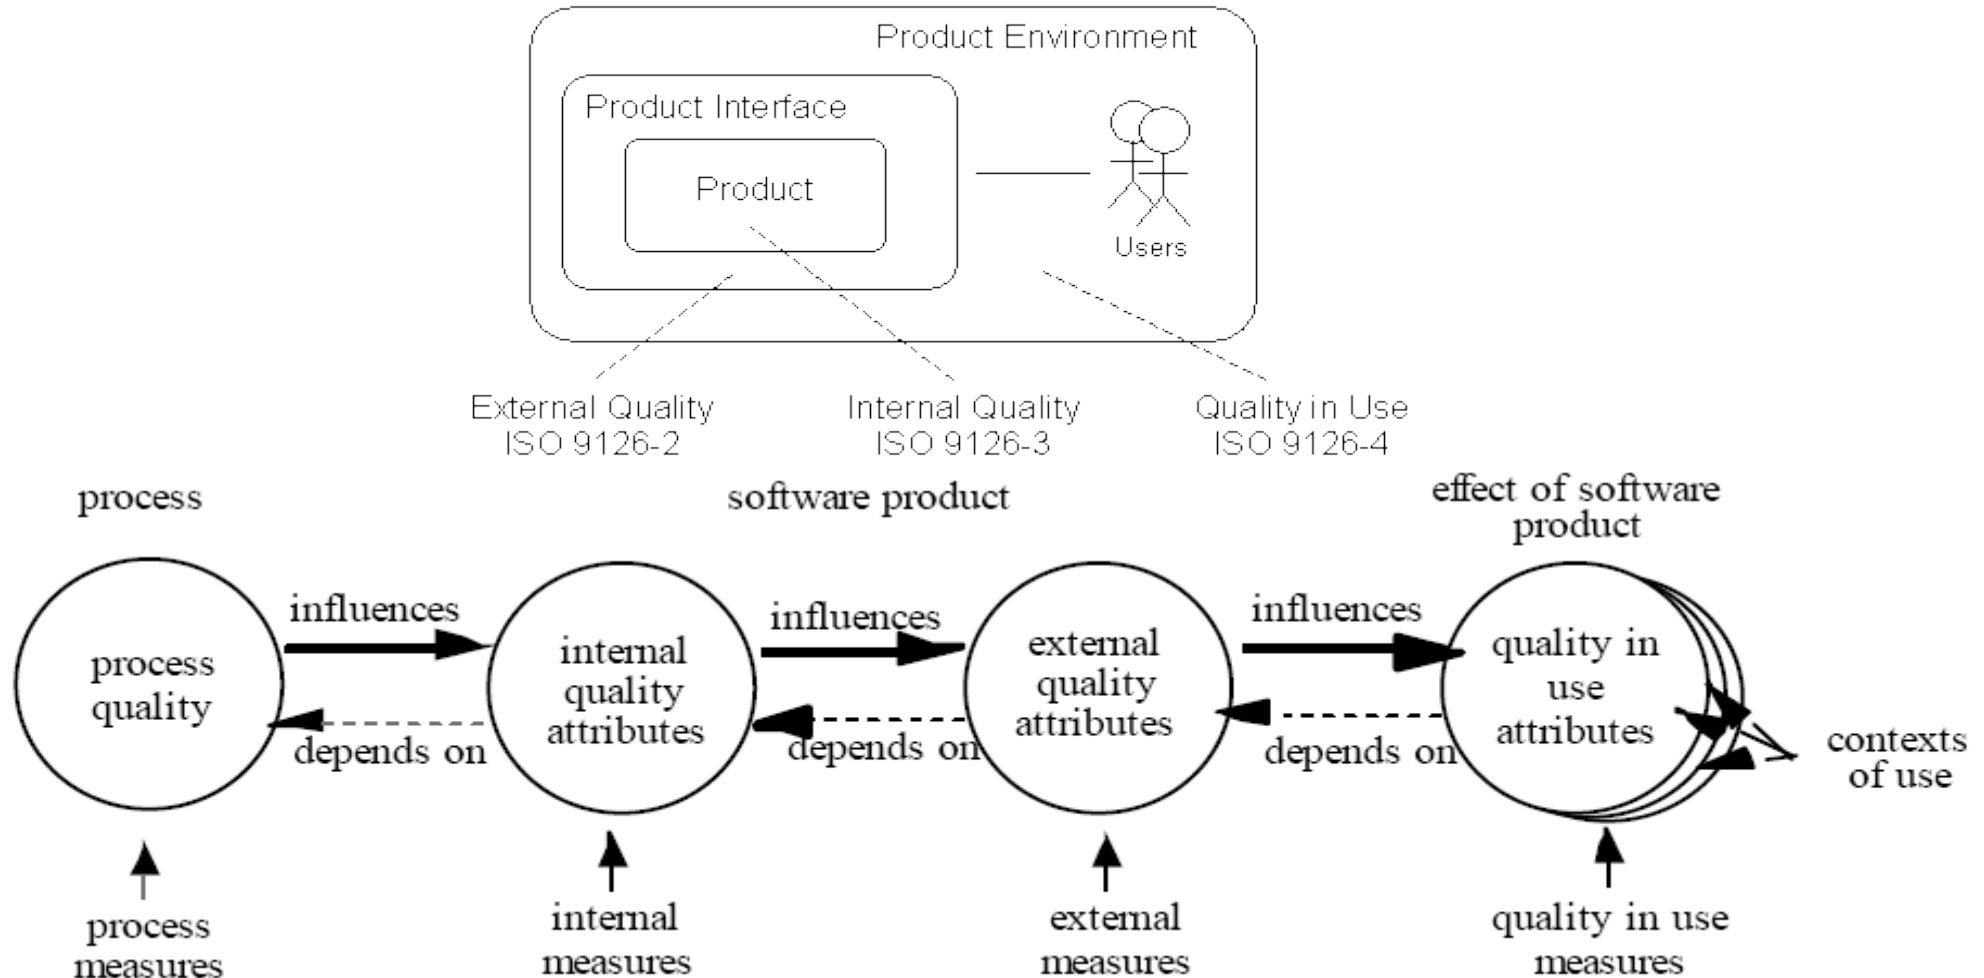 Product Environment
Product Interface
Product
Users
External Quality
ISO 9126-2
Internal Quality
ISO 9126-3
Quality in Use
ISO 9126-4
process
software product
effect of software
product
process
quality
influences
depends on
internal
quality
attributes
influences
depends on
external
quality
attributes
influences
depends on
quality in
use
attributes
contexts
of use
process
measures
internal
measures
external
measures
quality in use
measures